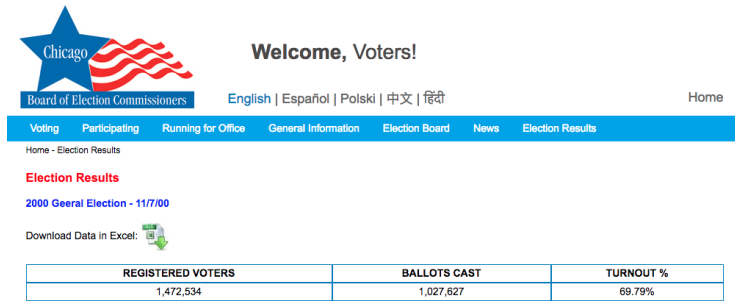 Chicago
Board of Election Commissioners
Welcome, Voters!
English | Español | Polski | 中文 | हिंदी
Home
Voting Participating Running for Office General Information Election Board News Election Results
Home - Election Results
Election Results
2000 Geeral Election - 11/7/00
Download Data in Excel:
REGISTERED VOTERS BALLOTS CAST TURNOUT %
1,472,534 1,027,627 69.79%